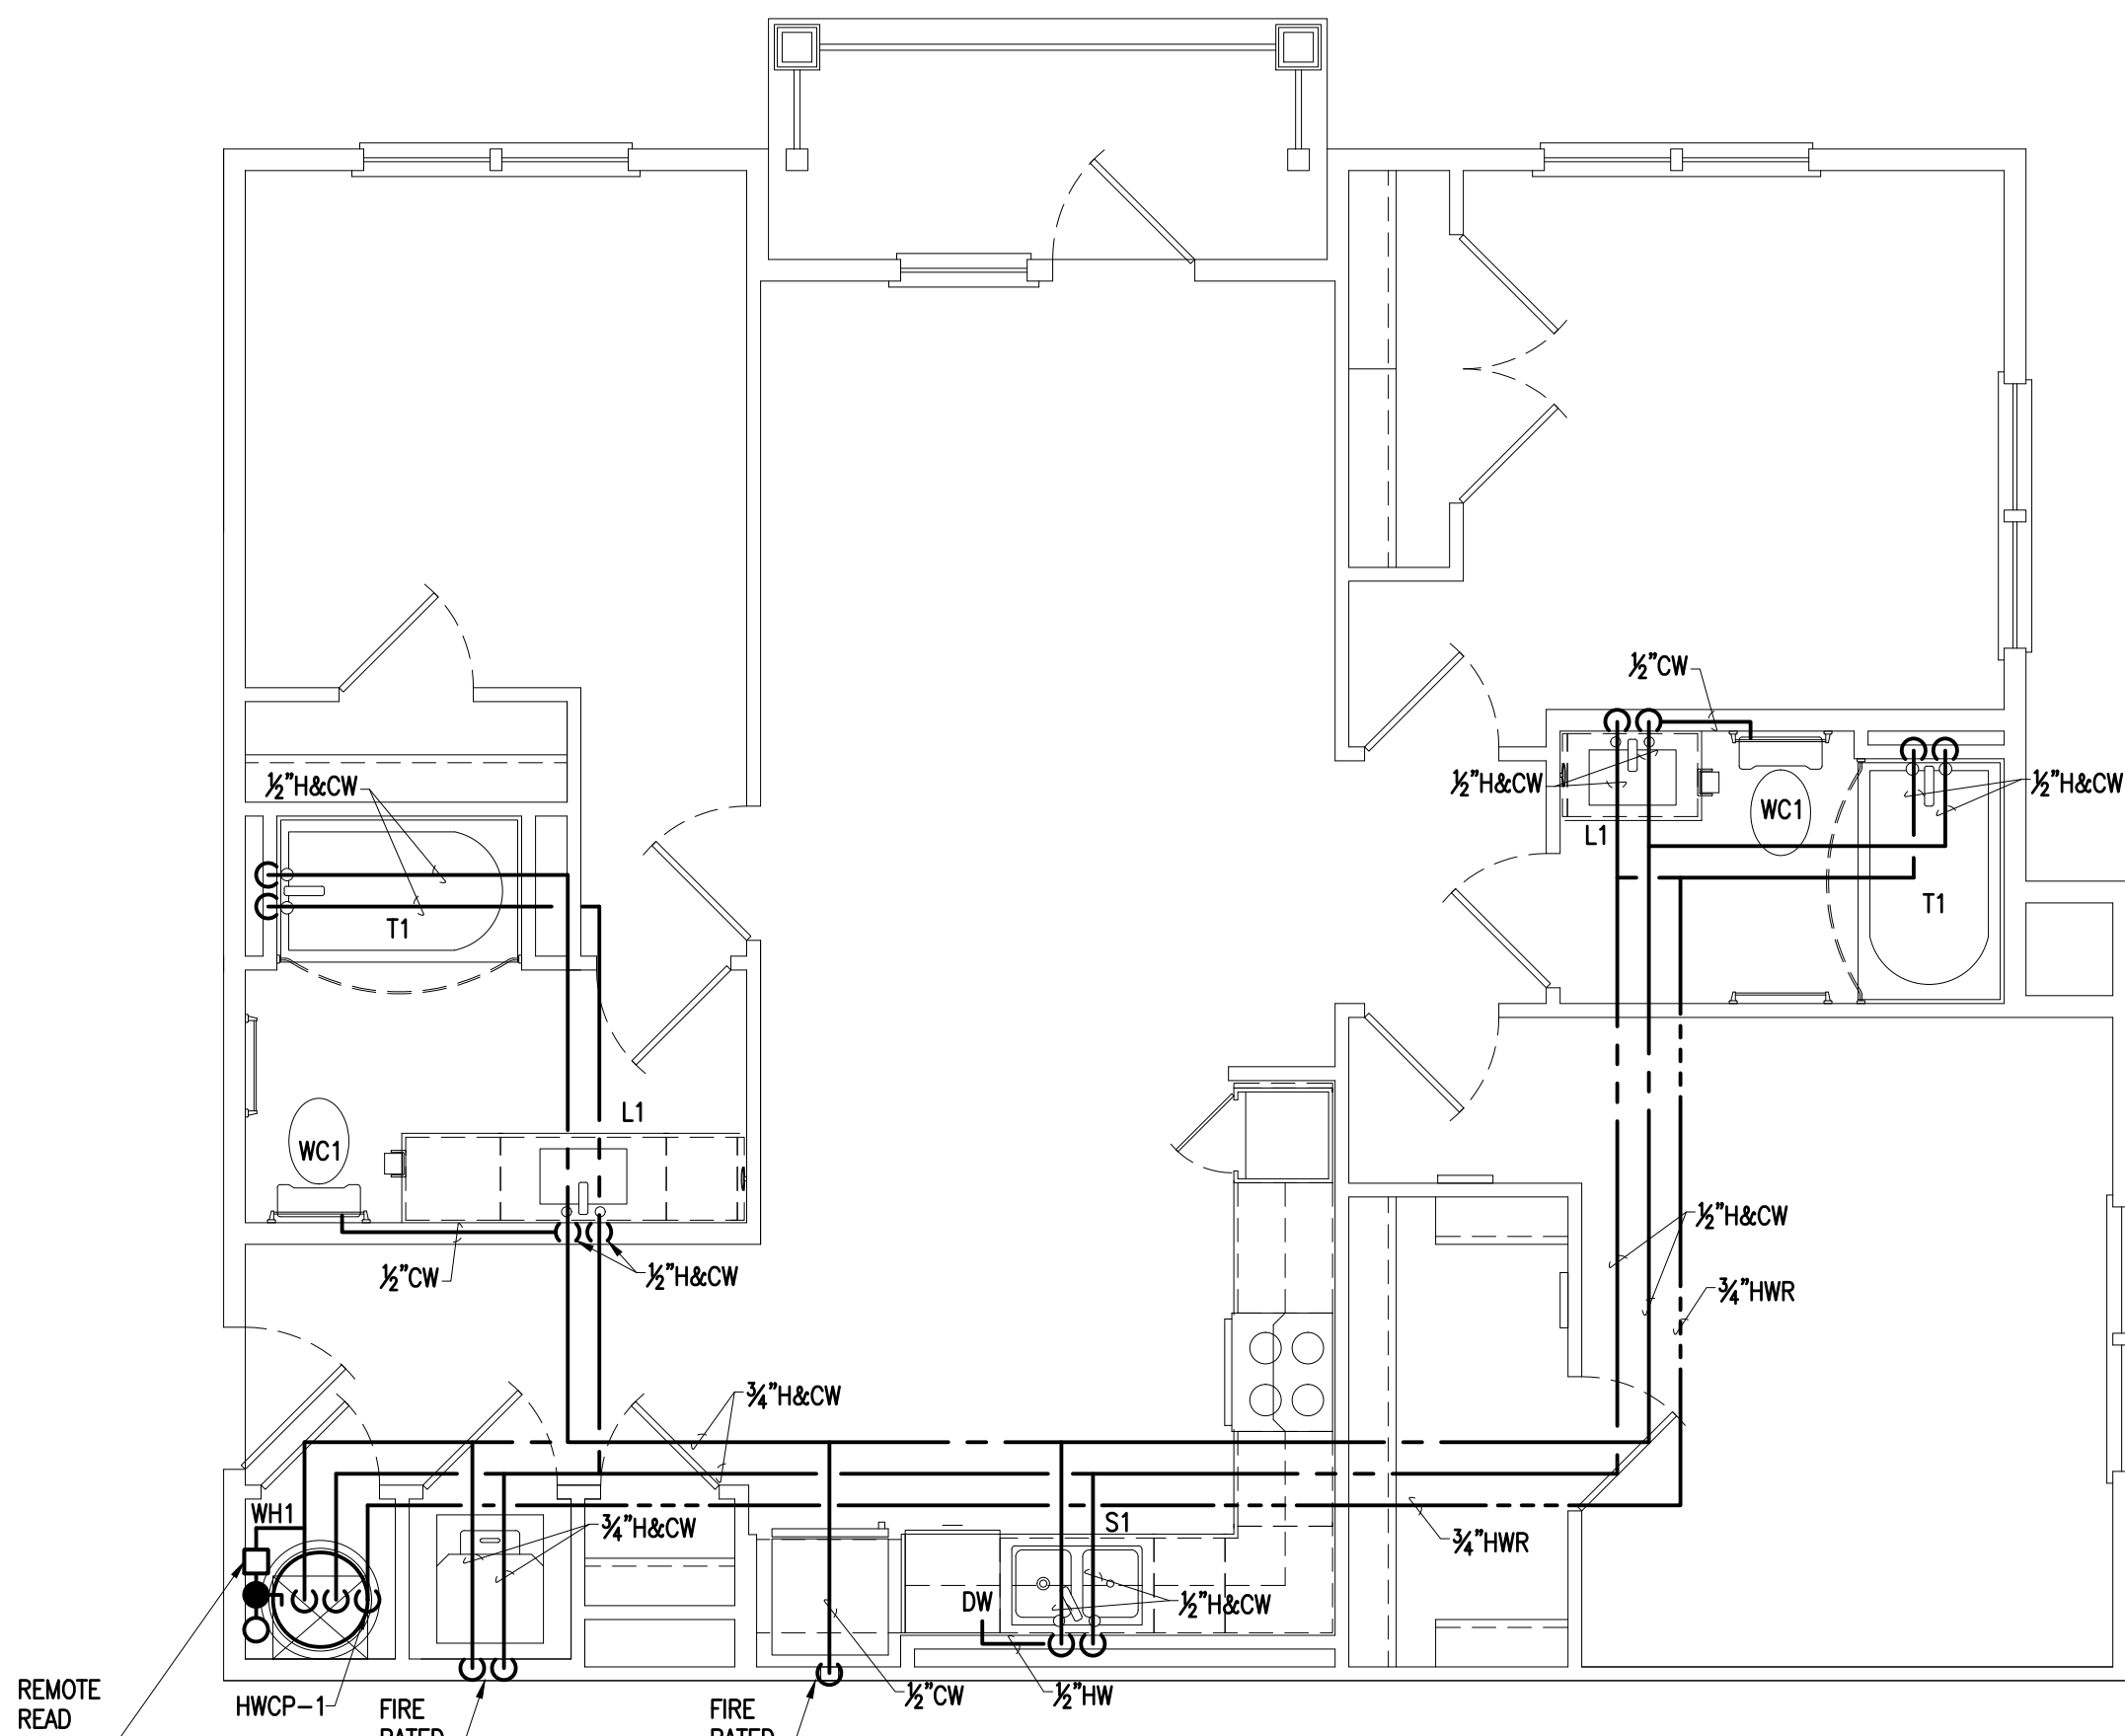 ½"CW
½"H&CW
½"H&CW
½"H&CW
WC1
L1
T1
T1
L1
WC1
½"H&CW
½"CW
½"H&CW
¾"HWR
¾"H&CW
WH1
¾"H&CW
S1
¾"HWR
DW
½"H&CW
REMOTE
READ
HWCP-1
FIRE
RATED
FIRE
RATED
½"CW
½"HW